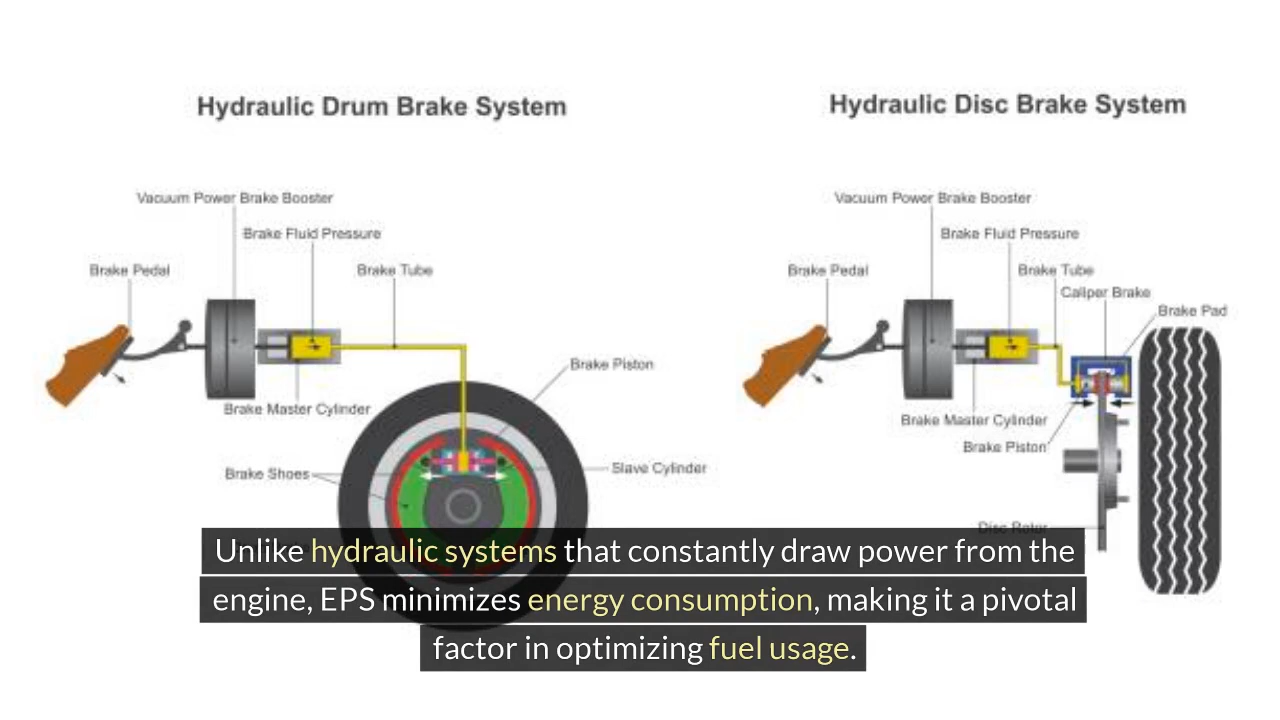 Hydraulic Drum Brake System
Vacuum Power Brake Booster
Brake Fluid Pressure
Brake Pedal
Brake Tube
Brake Piston
Brake Master Cylinder
Brake Shoes
Slave Cylinder
Hydraulic Disc Brake System
Vacuum Power Brake Booster
Brake Fluid Pressure
Brake Pedal
Brake Tube
Caliper Brake
Brake Pad
Brake Master Cylinder
Brake Piston
Disc Rotor
Unlike hydraulic systems that constantly draw power from the
engine, EPS minimizes energy consumption, making it a pivotal
factor in optimizing fuel usage.